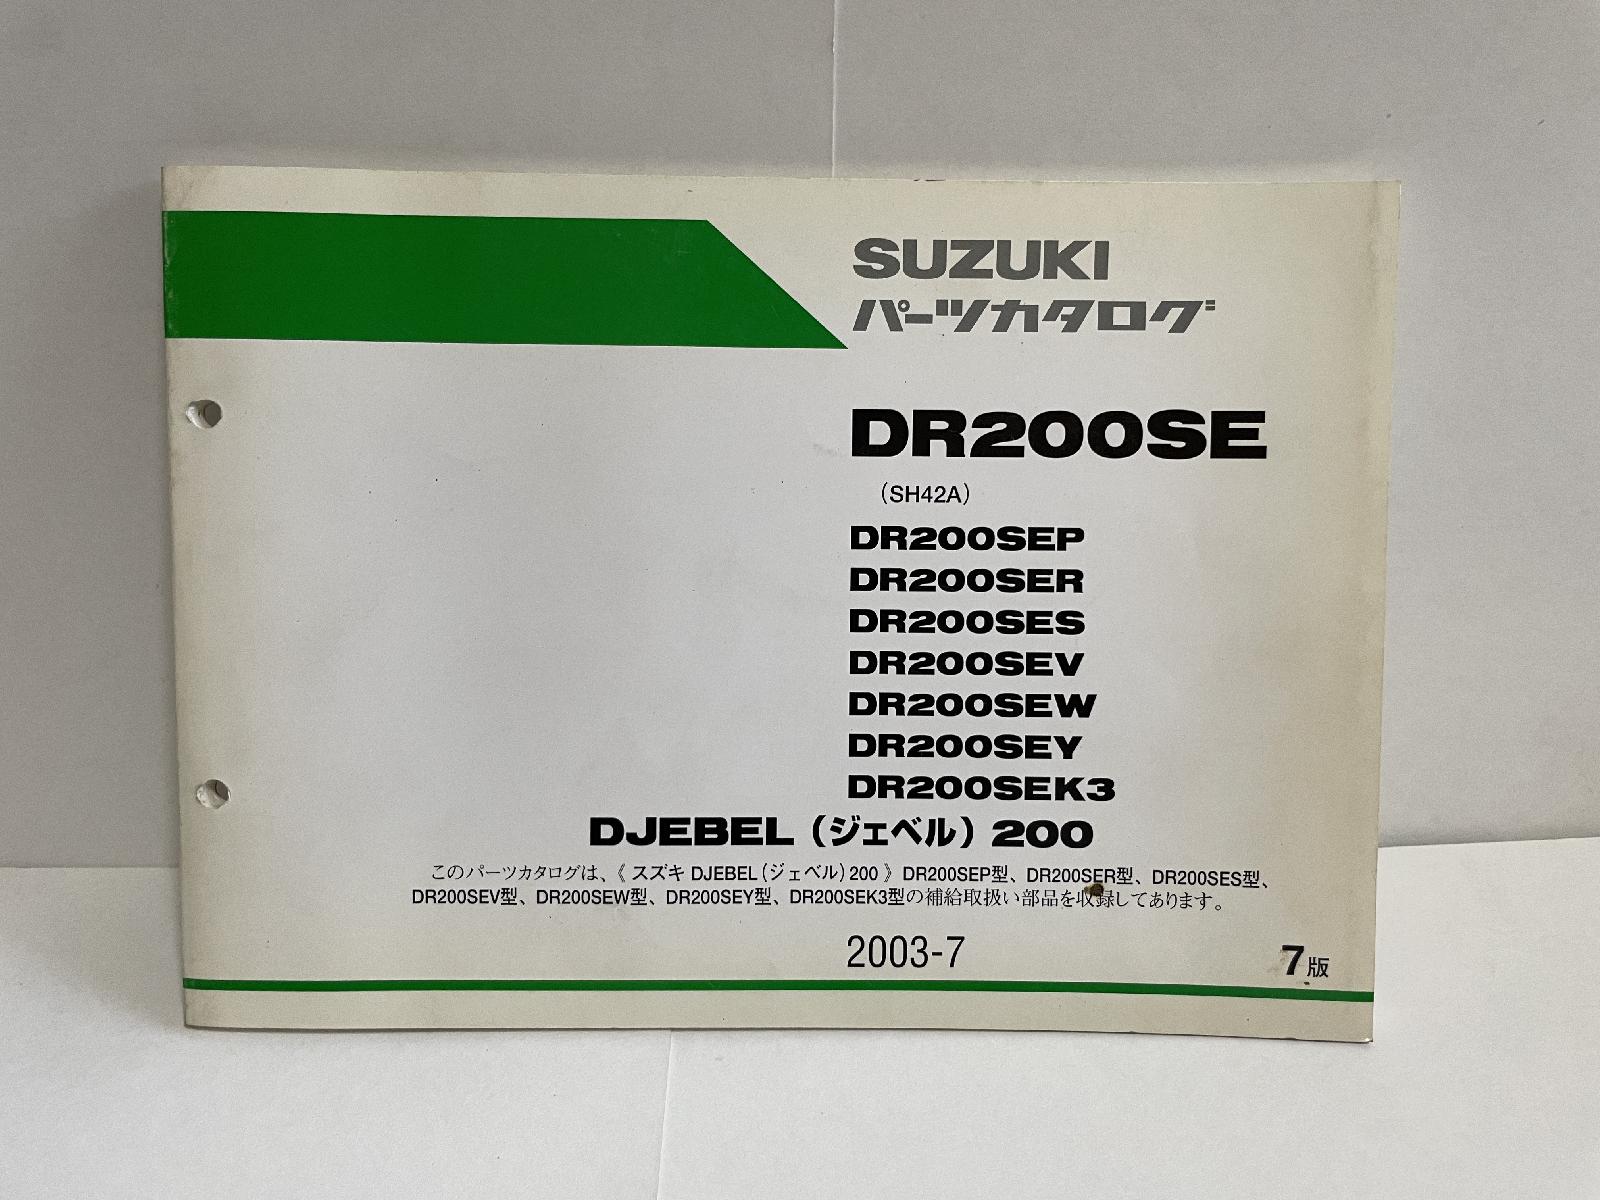 SUZUKI
パーツカタログ
DR200SE
(SH42A)
DR200SEP
DR200SER
DR200SES
DR200SEV
DR200SEW
DR200SEY
DR200SEK3
DJEBEL(ジェベル)200
このパーツカタログは、《スズキ DJEBEL(ジェベル)200》DR200SEP型、DR200SER型、DR200SES型、
DR200SEV型、DR200SEW型、DR200SEY型、DR200SEK3型の補給取扱い部品を収録してあります。
2003-7
7版